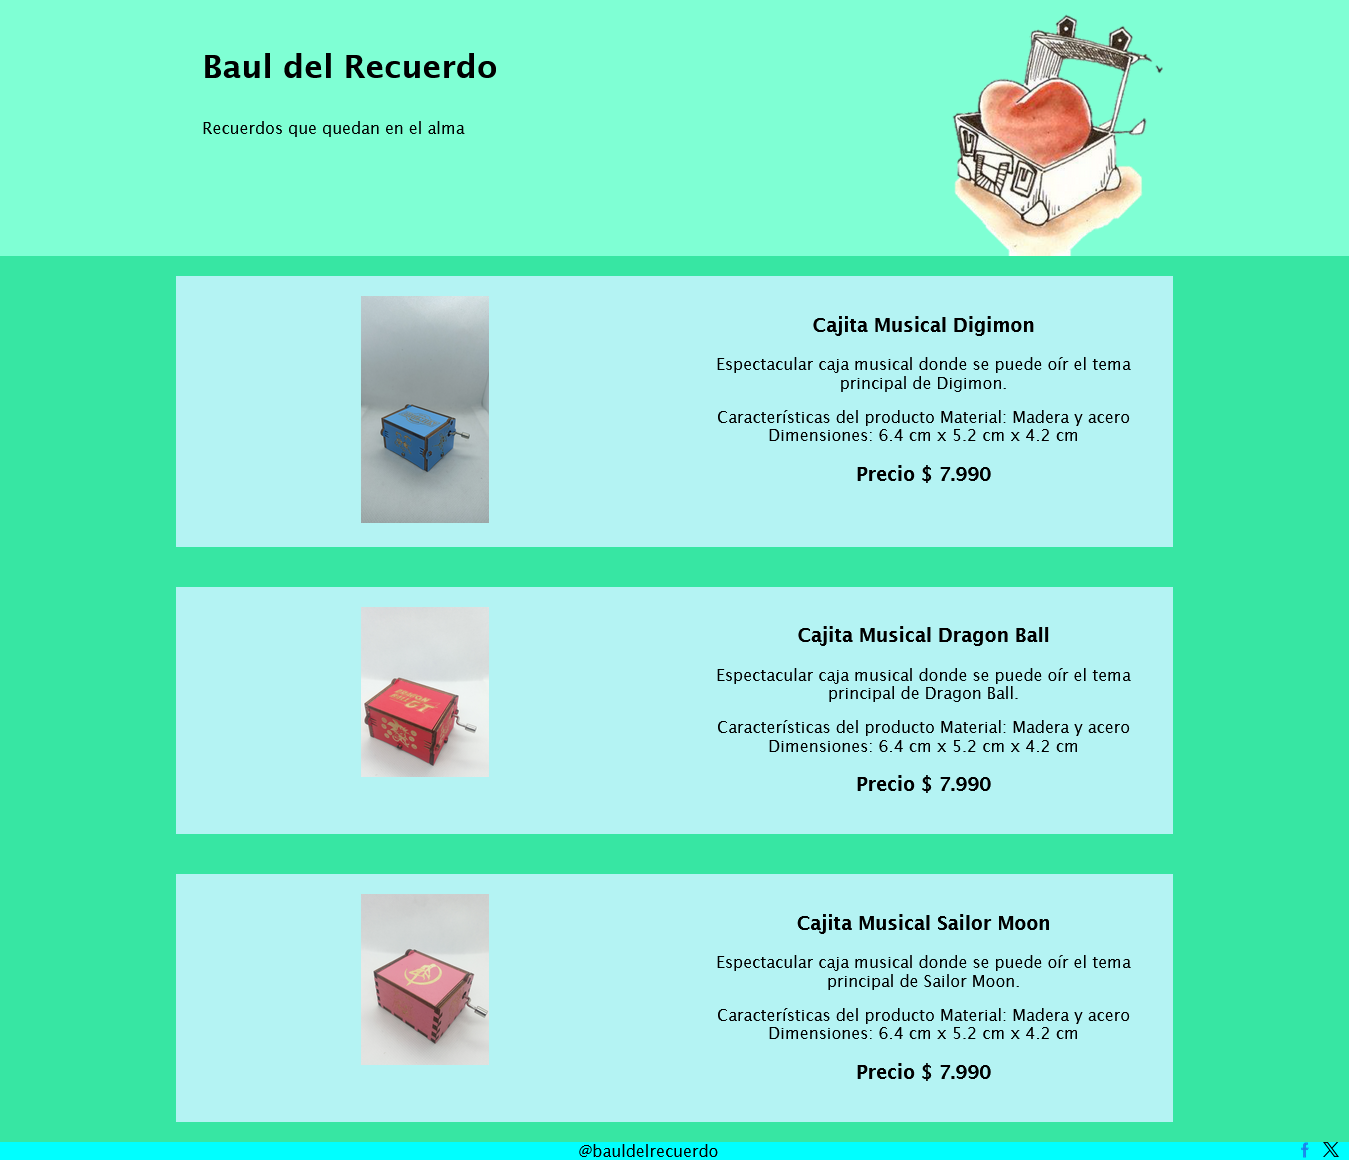 Baul del Recuerdo
Recuerdos que quedan en el alma
Cajita Musical Digimon
Espectacular caja musical donde se puede oír el tema
principal de Digimon.
Características del producto Material: Madera y acero
Dimensiones: 6.4 cm x 5.2 cm x 4.2 cm
Precio $ 7.990
Cajita Musical Dragon Ball
Espectacular caja musical donde se puede oír el tema
principal de Dragon Ball.
Características del producto Material: Madera y acero
Dimensiones: 6.4 cm x 5.2 cm x 4.2 cm
Precio $ 7.990
Cajita Musical Sailor Moon
Espectacular caja musical donde se puede oír el tema
principal de Sailor Moon.
Características del producto Material: Madera y acero
Dimensiones: 6.4 cm x 5.2 cm x 4.2 cm
Precio $ 7.990
@bauldelrecuerdo